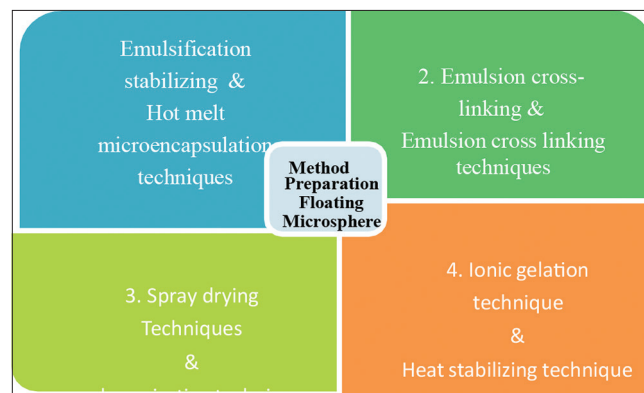 Emulsification
stabilizing &
Hot melt
microencapsulation
techniques
2. Emulsion cross-
linking &
Emulsion cross linking
techniques
Method
Preparation
Floating
Microsphere
3. Spray drying
Techniques
&
4. Ionic gelation
technique
&
Heat stabilizing technique